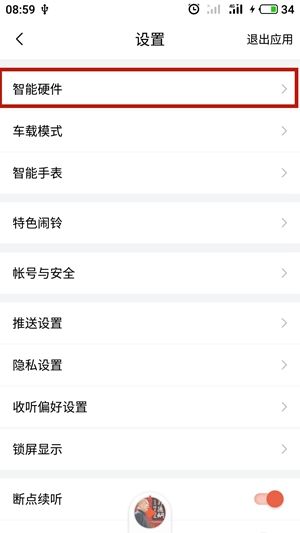 08:59 34
设置 退出应用
智能硬件
车载模式
智能手表
特色闹铃
帐号与安全
推送设置
隐私设置
收听偏好设置
锁屏显示
断点续听